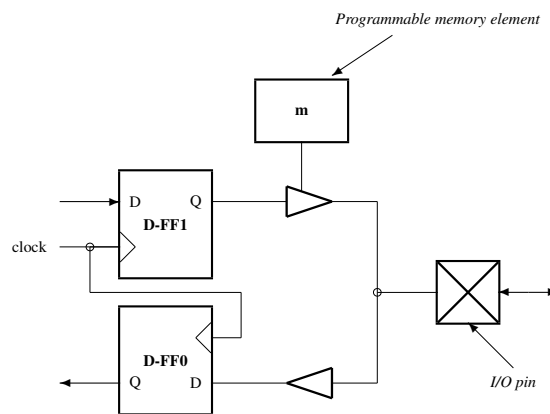 Programmable memory element
m
D Q
D-FF1
clock
D-FF0
Q D
I/O pin